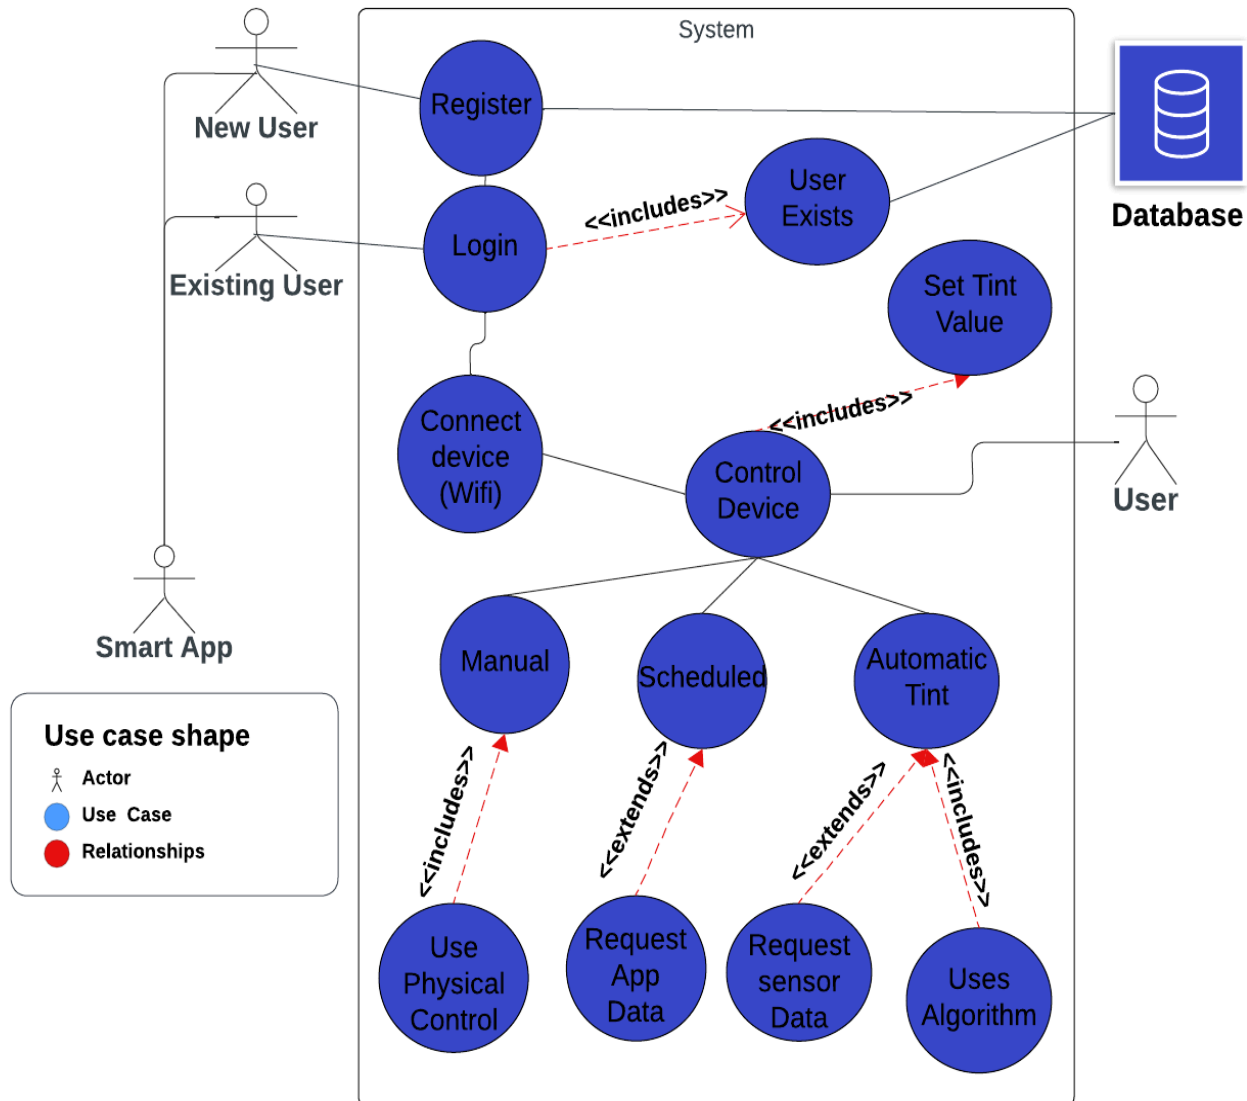 System
Register
New User
User
Exists
<<includes>>
Database
Login
Existing User
Set Tint
Value
<<includes>>
Connect
device
(Wifi)
Control
Device
User
Smart App
Manual
Scheduled
Automatic
Tint
Use case shape
Actor
Use Case
Relationships
<<includes>>
<<extends>>
<<extends>>
<<includes>>
Use
Physical
Control
Request
App
Data
Request
sensor
Data
Uses
Algorithm